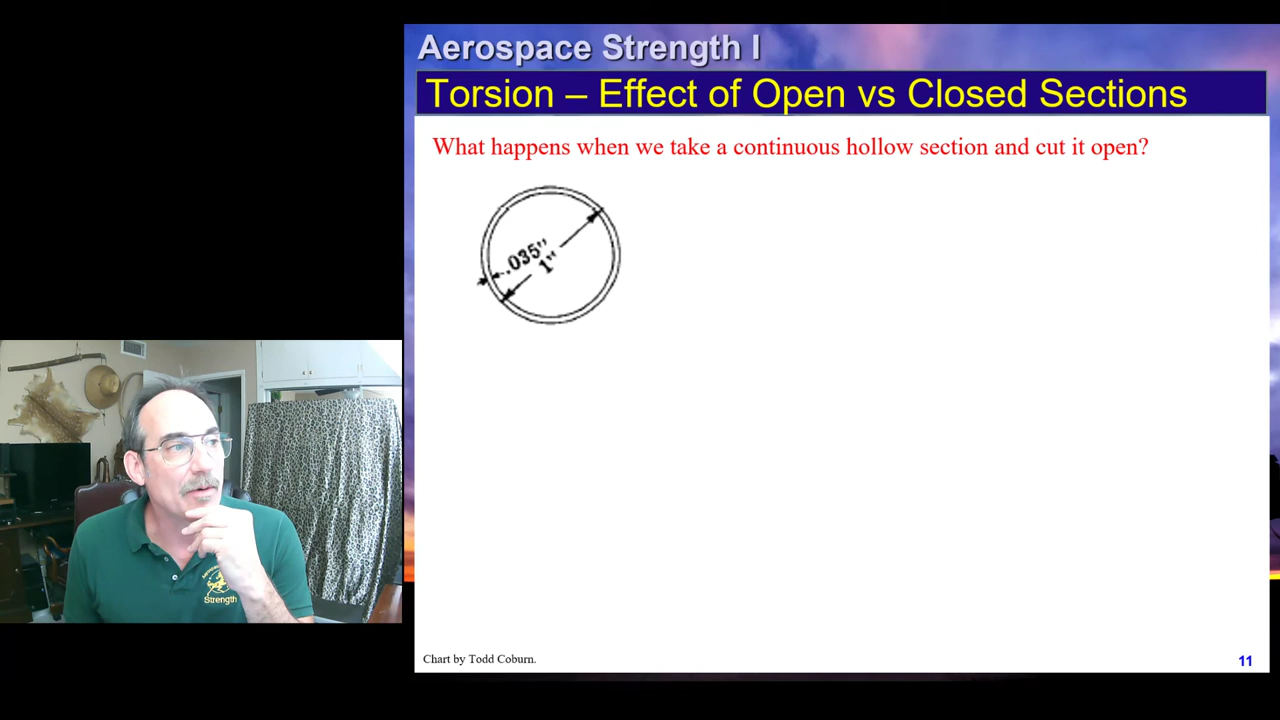 Aerospace Strength I
Torsion – Effect of Open vs Closed Sections
What happens when we take a continuous hollow section and cut it open?
.035"
1"
Strength
Chart by Todd Coburn.
11